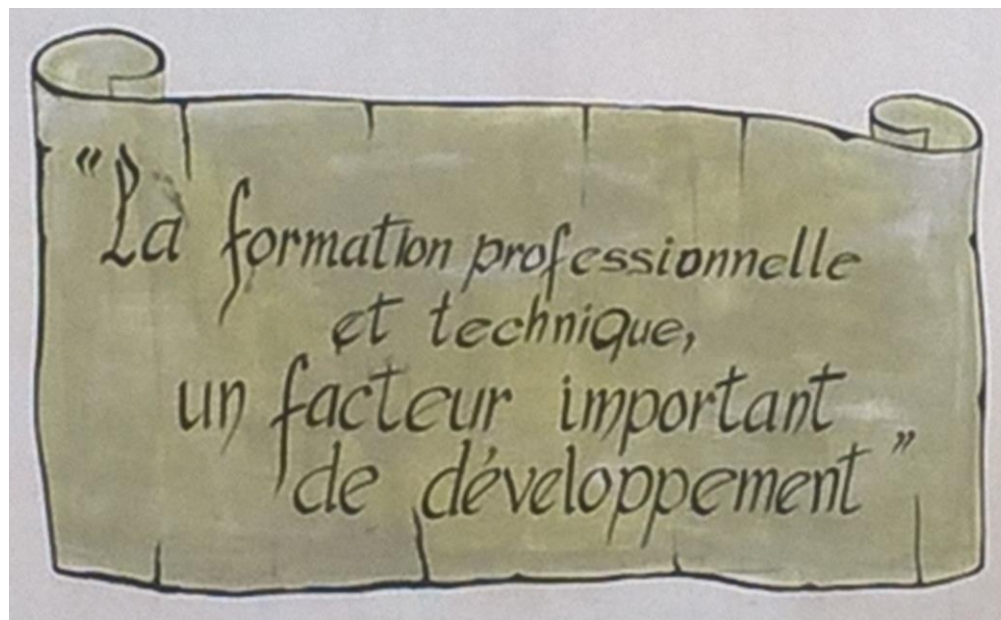 "La formation professionnelle
et technique,
un facteur important
de développement"